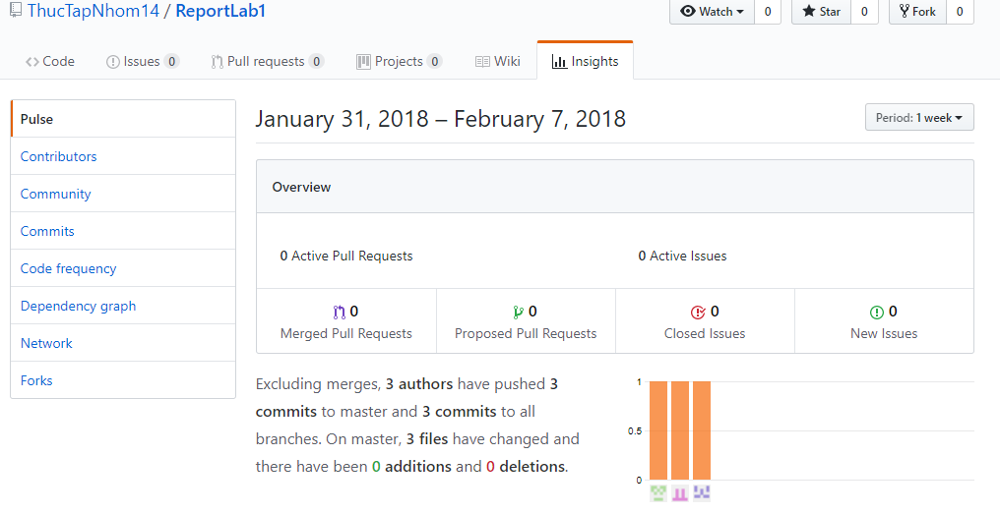 ThucTapNhom14 / ReportLab1
Watch 0 Star 0 Fork 0
Code Issues 0 Pull requests 0 Projects 0 Wiki Insights
Pulse
Contributors
Community
Commits
Code frequency
Dependency graph
Network
Forks
January 31, 2018 – February 7, 2018
Period: 1 week
Overview
0 Active Pull Requests
0 Active Issues
0
Merged Pull Requests
0
Proposed Pull Requests
0
Closed Issues
0
New Issues
Excluding merges, 3 authors have pushed 3
commits to master and 3 commits to all
branches. On master, 3 files have changed and
there have been 0 additions and 0 deletions.
1
0.5
0